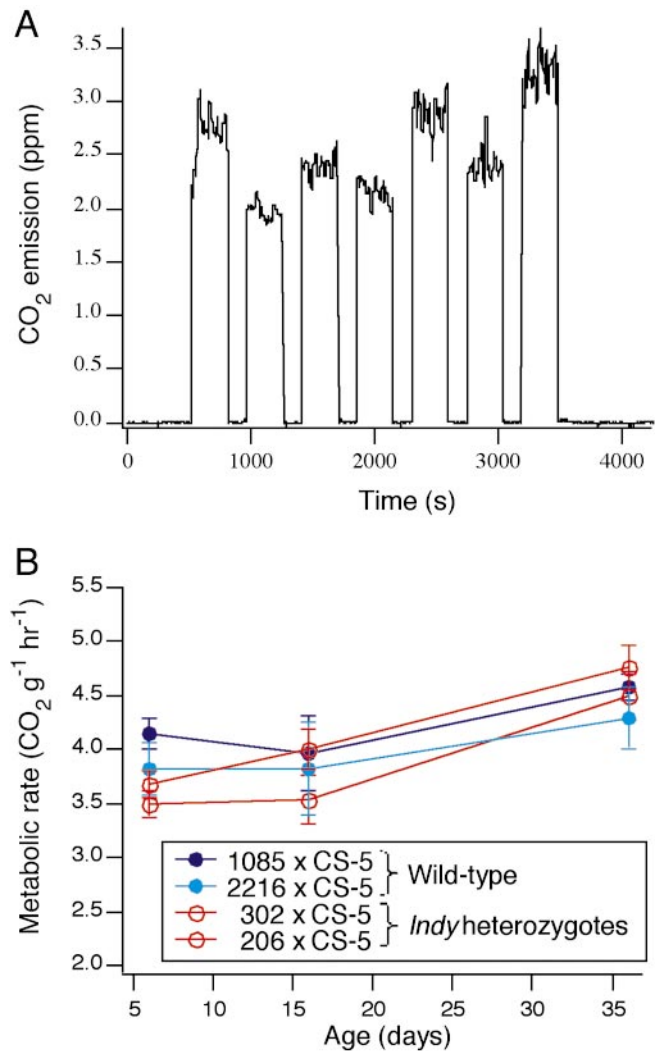 A
CO₂ emission (ppm)
3.5
3.0
2.5
2.0
1.5
1.0
0.5
0.0
0 1000 2000 3000 4000
Time (s)
B
Metabolic rate (CO₂ g⁻¹ hr⁻¹)
5.5
5.0
4.5
4.0
3.5
3.0
2.5
2.0
1085 x CS-5
2216 x CS-5
Wild-type
302 x CS-5
206 x CS-5
Indy heterozygotes
5 10 15 20 25 30 35
Age (days)